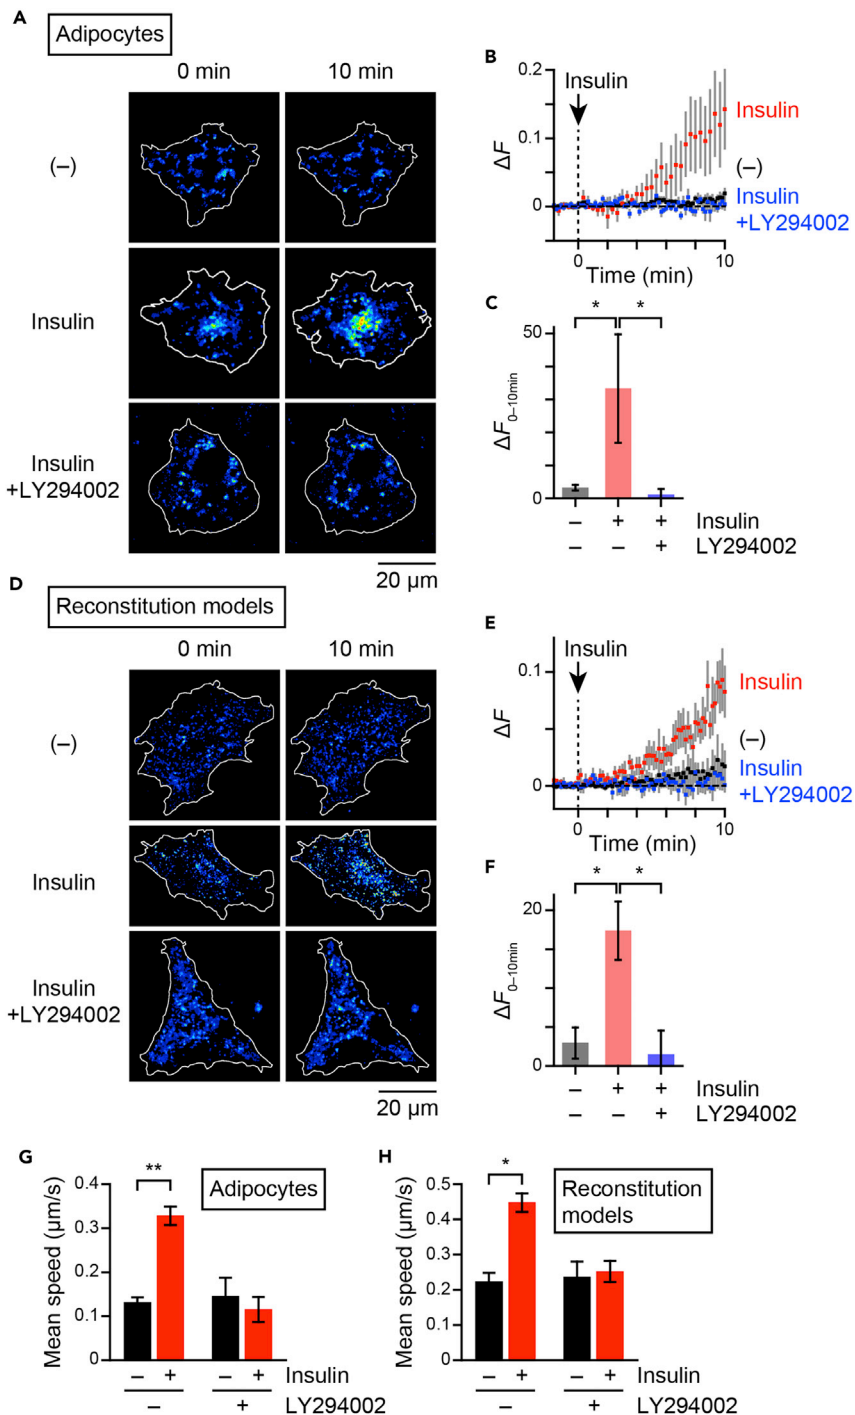 A
Adipocytes
0 min 10 min
(–)
Insulin
Insulin
+LY294002
20 µm
B
0.2
0.1
0
ΔF
Insulin
Insulin
(–)
Insulin
+LY294002
0 10
Time (min)
C
* *
50
0
ΔF0–10min
– + + Insulin
– – + LY294002
D
Reconstitution models
0 min 10 min
(–)
Insulin
Insulin
+LY294002
20 µm
E
0.1
0
ΔF
Insulin
Insulin
(–)
Insulin
+LY294002
0 10
Time (min)
F
* *
20
0
ΔF0–10min
– + + Insulin
– – + LY294002
G
Adipocytes
**
0.4
0.3
0.2
0.1
0
Mean speed (µm/s)
– + – + Insulin
– + LY294002
H
Reconstitution
models
*
0.5
0.4
0.3
0.2
0.1
0
Mean speed (µm/s)
– + – + Insulin
– + LY294002